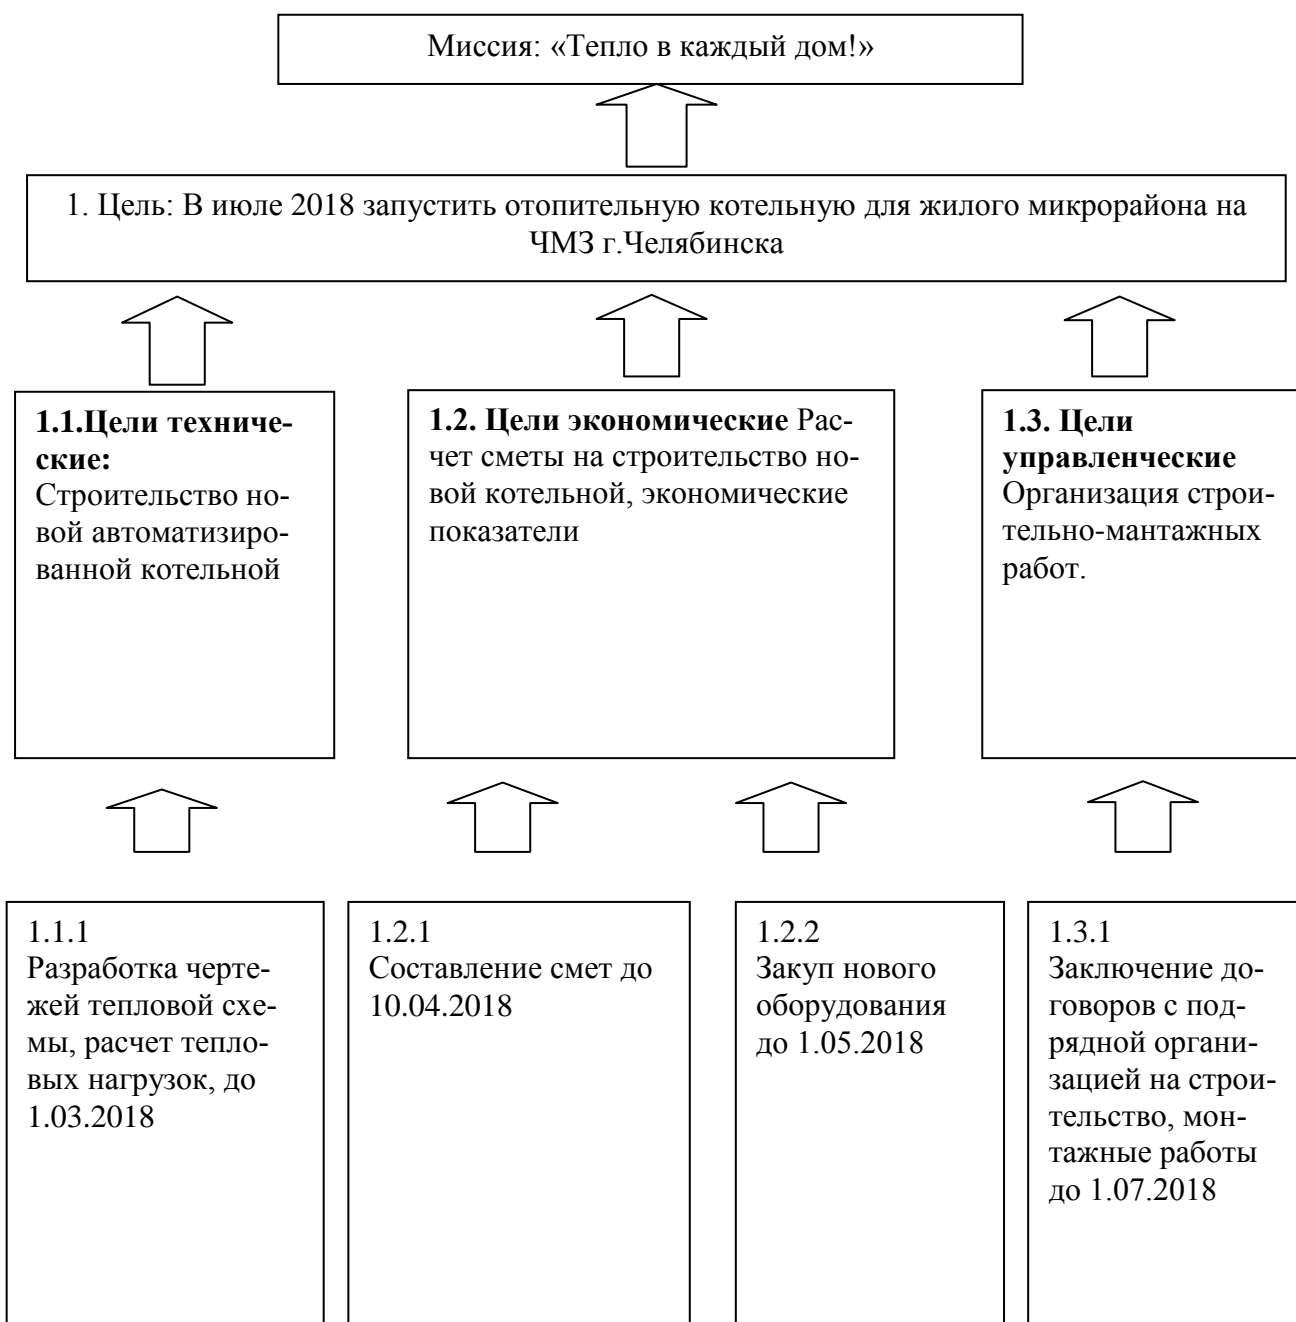 Миссия: «Тепло в каждый дом!»
1. Цель: В июле 2018 запустить отопительную котельную для жилого микрорайона на
ЧМЗ г.Челябинска
1.1.Цели техниче-
ские:
Строительство но-
вой автоматизиро-
ванной котельной
1.2. Цели экономические Рас-
чет сметы на строительство но-
вой котельной, экономические
показатели
1.3. Цели
управленческие
Организация строи-
тельно-мантажных
работ.
1.1.1
Разработка черте-
жей тепловой схе-
мы, расчет тепло-
вых нагрузок, до
1.03.2018
1.2.1
Составление смет до
10.04.2018
1.2.2
Закуп нового
оборудования
до 1.05.2018
1.3.1
Заключение до-
говоров с под-
рядной органи-
зацией на строи-
тельство, мон-
тажные работы
до 1.07.2018